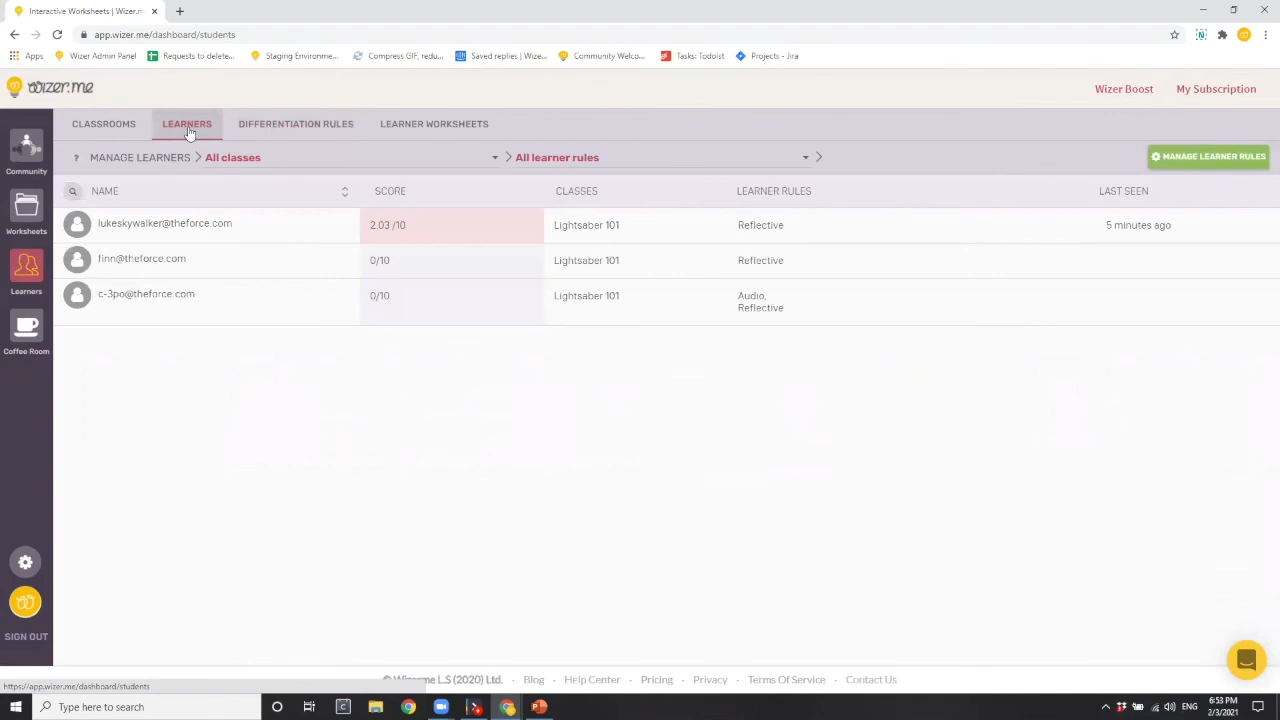 Interactive Worksheets | Wizer.m
app.wizer.me/dashboard/students
Apps Wizer Admin Panel Requests to delete... Staging Environme... Compress GIF, redu... Saved replies | Wize... Community Welco... Tasks: Todoist Projects - Jira
wizer.me
Wizer Boost My Subscription
CLASSROOMS LEARNERS DIFFERENTIATION RULES LEARNER WORKSHEETS
? MANAGE LEARNERS All classes All learner rules MANAGE LEARNER RULES
NAME SCORE CLASSES LEARNER RULES LAST SEEN
lukeskywalker@theforce.com 2.03 /10 Lightsaber 101 Reflective 5 minutes ago
finn@theforce.com 0/10 Lightsaber 101 Reflective
c-3po@theforce.com 0/10 Lightsaber 101 Audio,
Reflective
Community
Worksheets
Learners
Coffee Room
SIGN OUT
© Wizer.me L.S (2020) Ltd. · Blog · Help Center · Pricing · Privacy · Terms Of Service · Contact Us
https://app.wizer.me/dashboard/students
Type here to search
6:53 PM
2/3/2021